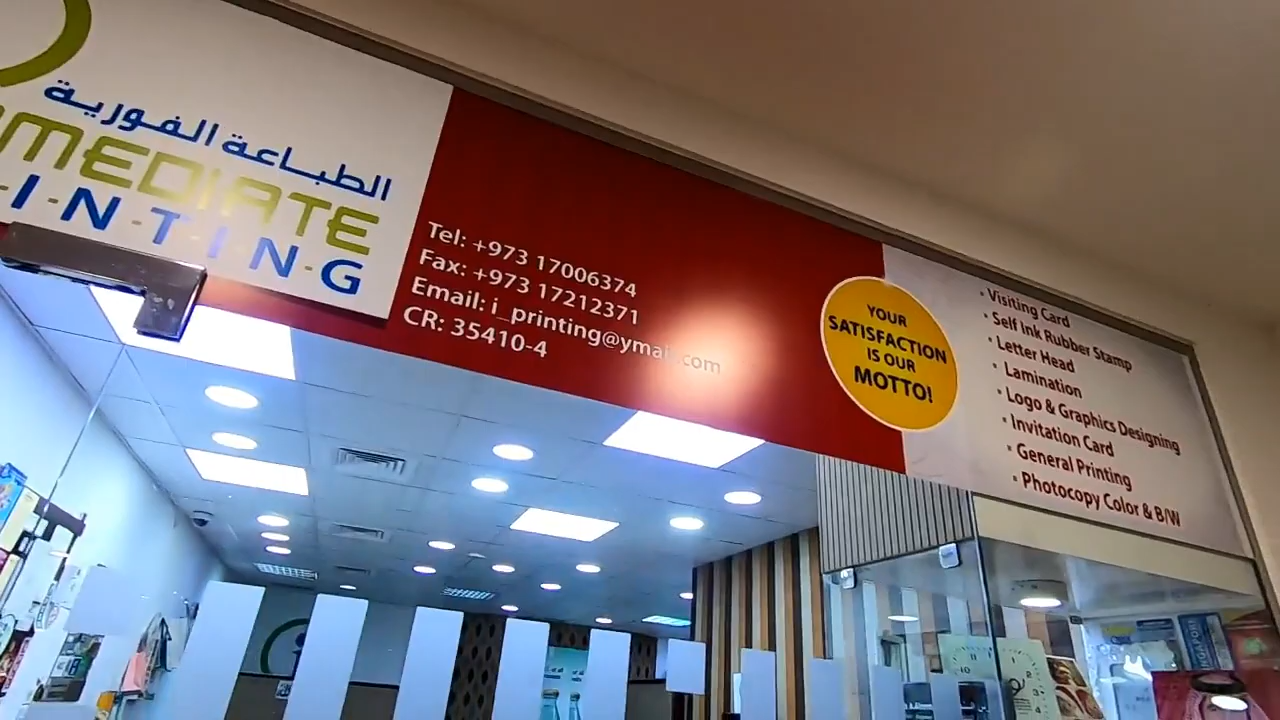 الطباعة الفورية
MEDIATE
INTING
Tel: +973 17006374
Fax: +973 17212371
Email: i_printing@ymail.com
CR: 35410-4
YOUR
SATISFACTION
IS OUR
MOTTO!
• Visiting Card
• Self Ink Rubber Stamp
• Letter Head
• Lamination
• Logo & Graphics Designing
• Invitation Card
• General Printing
• Photocopy Color & B/W